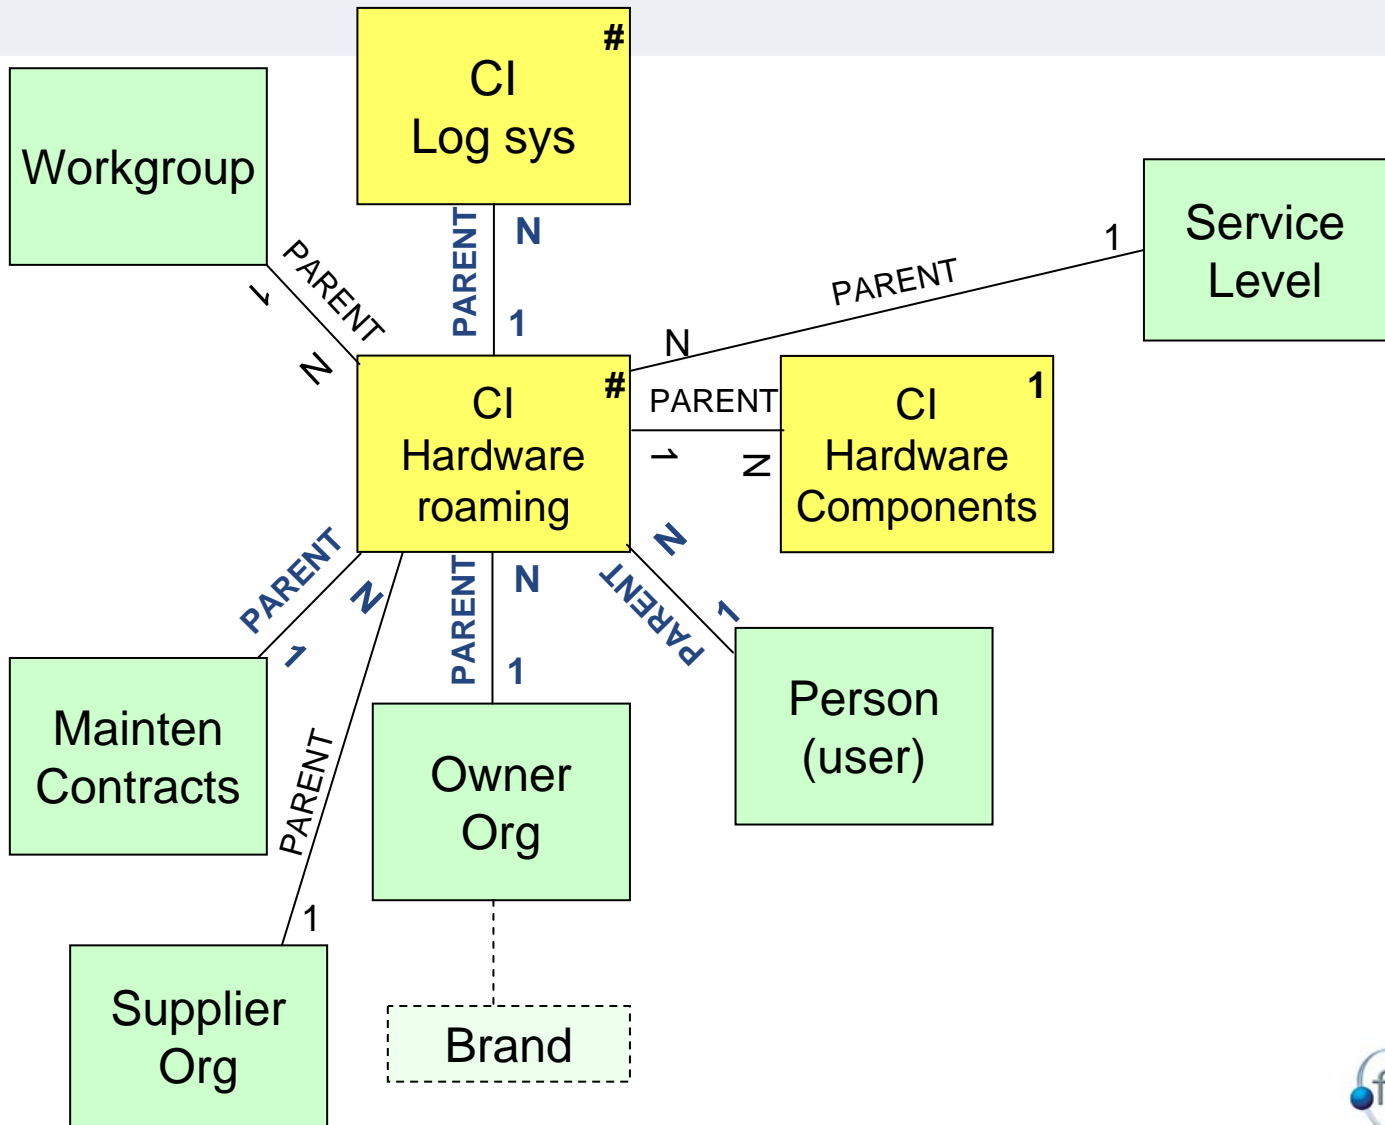 #
CI
Log sys
Workgroup
Service
Level
PARENT
1
N
PARENT
N
1
PARENT
N
1
#
CI
Hardware
roaming
PARENT
1
N
1
CI
Hardware
Components
PARENT
N
1
PARENT
N
1
PARENT
N
1
Mainten
Contracts
PARENT
1
Owner
Org
Person
(user)
Supplier
Org
Brand
f